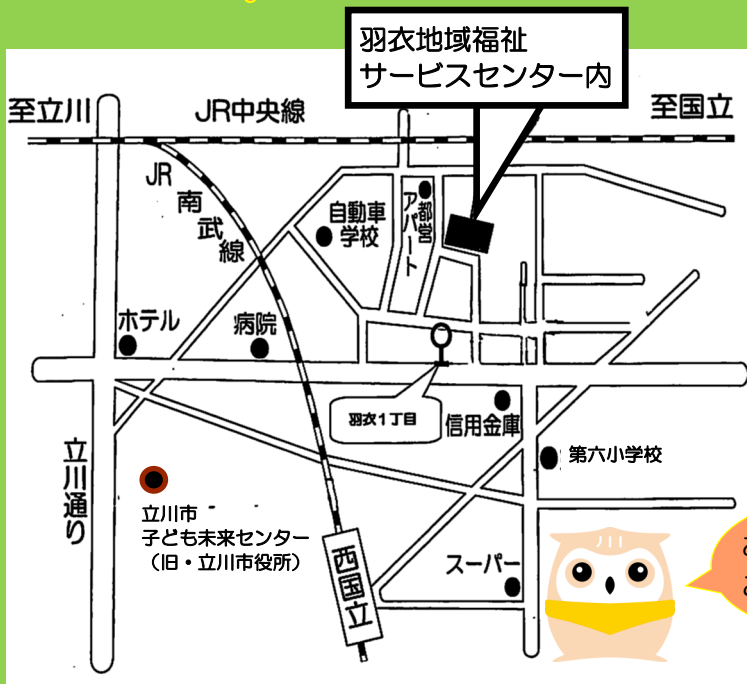 羽衣地域福祉
サービスセンター内
至立川
JR中央線
至国立
JR
南武線
自動車
学校
都営
アパート
ホテル
病院
羽衣1丁目
信用金庫
第六小学校
立川通り
立川市
子ども未来センター
（旧・立川市役所）
西国立
スーパー